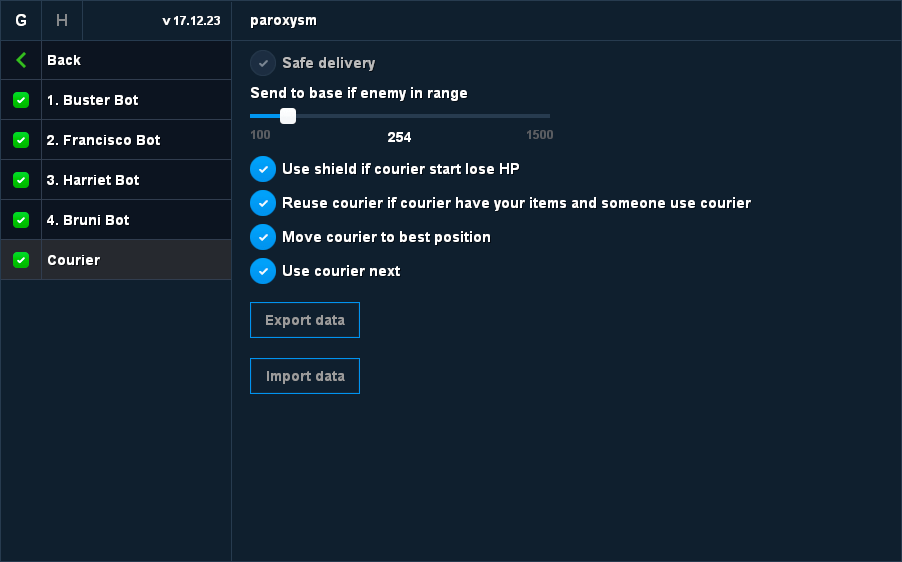 G H v 17.12.23 paroxysm
Back
1. Buster Bot
2. Francisco Bot
3. Harriet Bot
4. Bruni Bot
Courier
Safe delivery
Send to base if enemy in range
100 254 1500
Use shield if courier start lose HP
Reuse courier if courier have your items and someone use courier
Move courier to best position
Use courier next
Export data
Import data